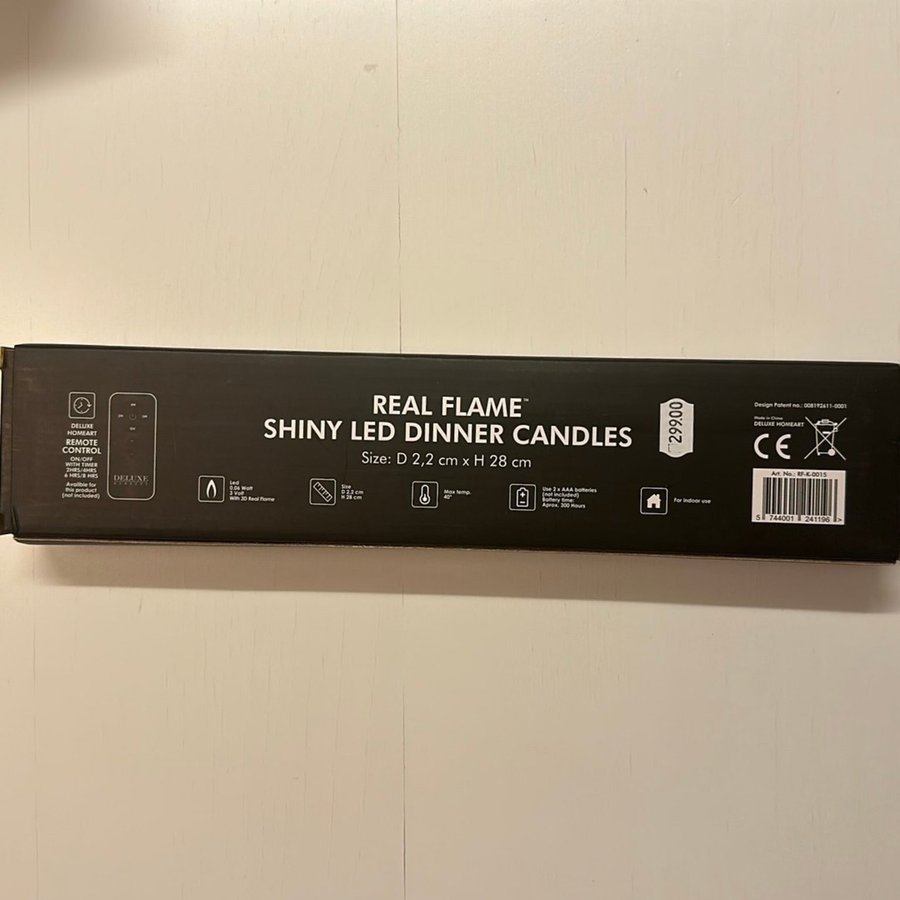 DELUXE
HOMEART
REMOTE
CONTROL
ON/OFF
WITH TIMER
2HRS/4HRS
6 HRS/8 HRS
Availble for
this product
(not included)
DELUXE
HOMEART
Led
0.06 Watt
3 Volt
With 2D Real Flame
REAL FLAME™
SHINY LED DINNER CANDLES
Size: D 2,2 cm x H 28 cm
Size
D 2,2 cm
H 28 cm
Max temp.
40°
Use 2 x AAA batteries
(not included)
Battery time:
Aprox. 300 Hours
For indoor use
299.00
Design Patent no.: 008192611-0001
Made in China
DELUXE HOMEART
CE
Art. No.: RF-K-0015
5 744001 241196 >